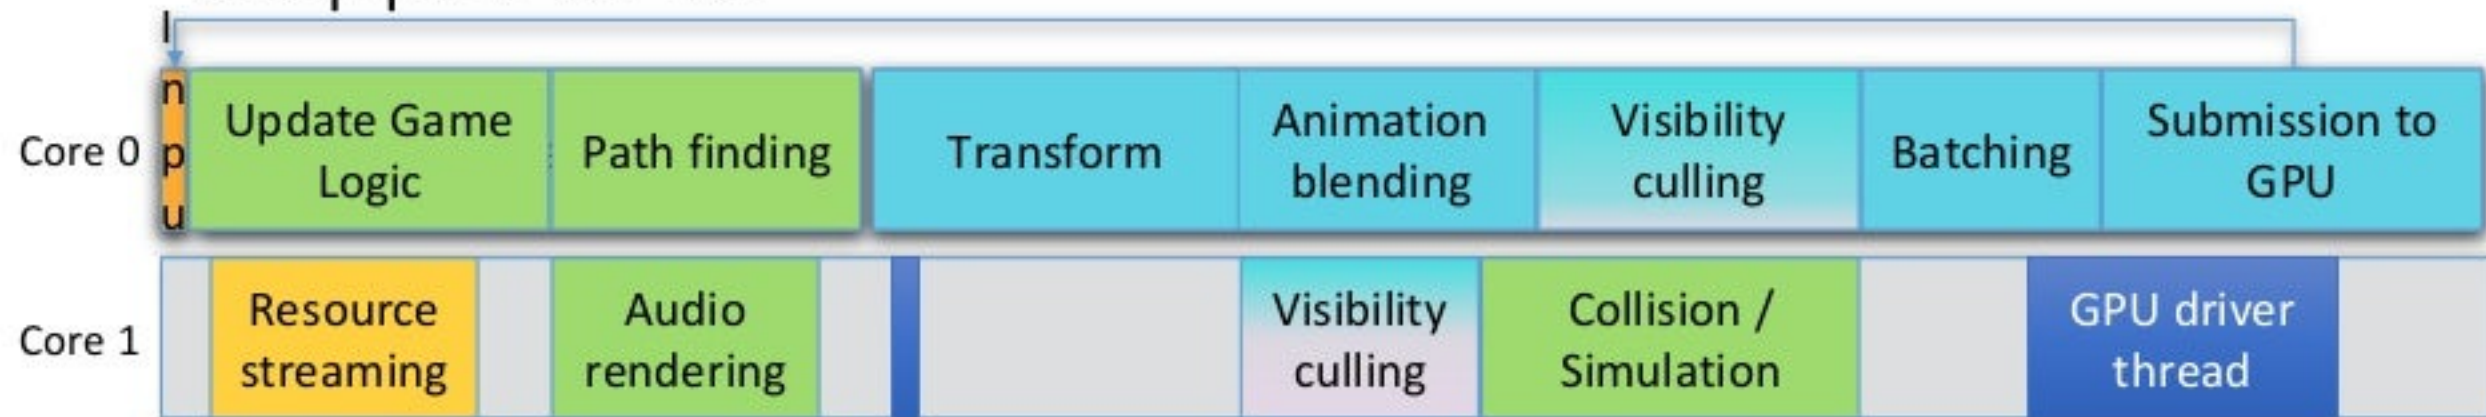 Core 0
I
n
p
u
Update Game
Logic
Path finding
Transform
Animation
blending
Visibility
culling
Batching
Submission to
GPU
Core 1
Resource
streaming
Audio
rendering
Visibility
culling
Collision /
Simulation
GPU driver
thread